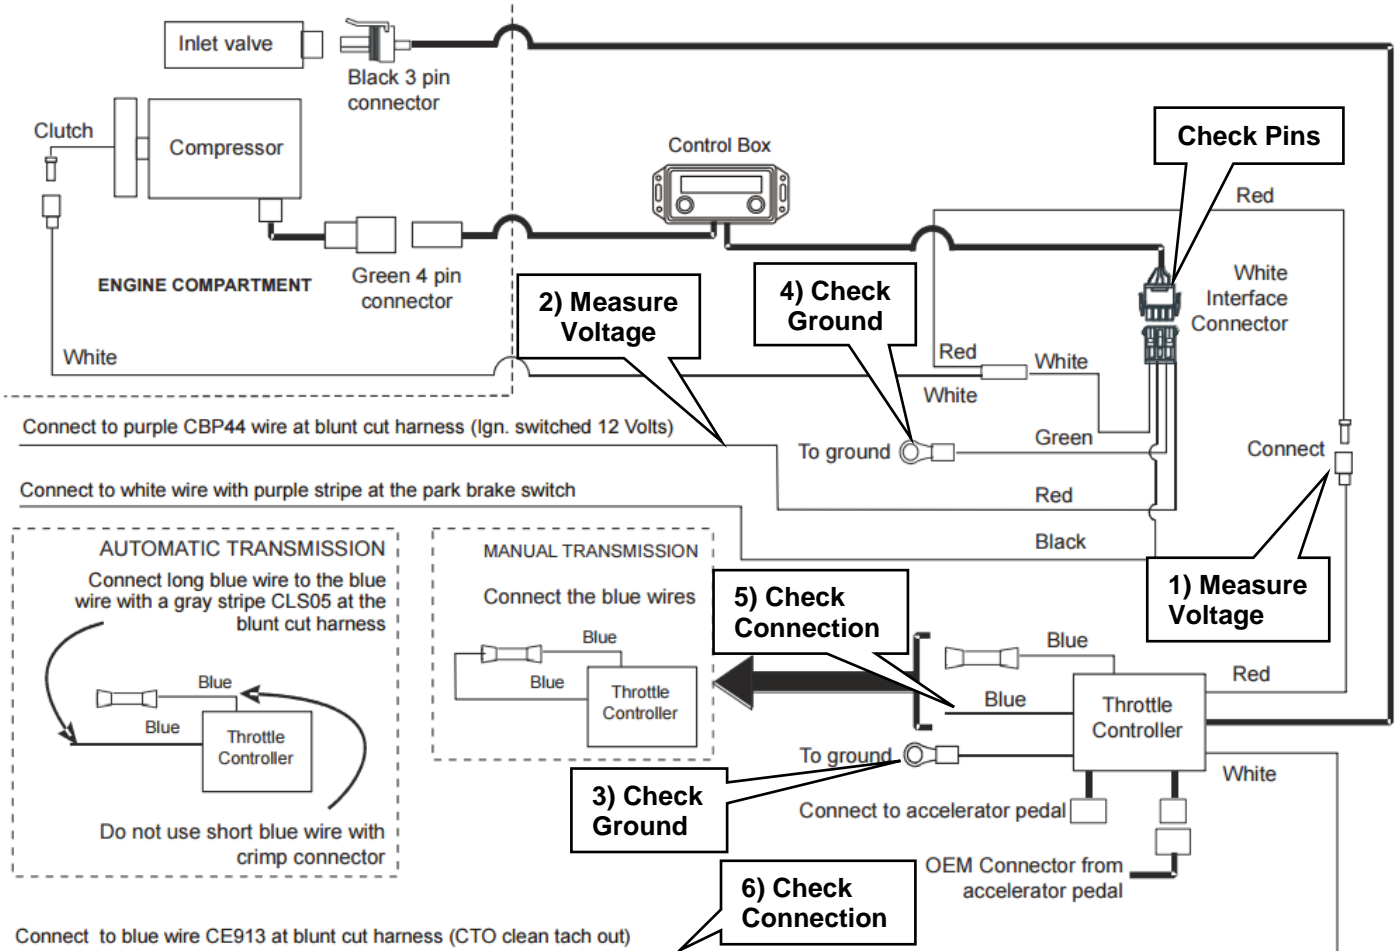 Inlet valve
Black 3 pin
connector
Clutch
Compressor
Control Box
Check Pins
Red
ENGINE COMPARTMENT
Green 4 pin
connector
2) Measure
Voltage
4) Check
Ground
White
Interface
Connector
White
Red
White
White
Connect to purple CBP44 wire at blunt cut harness (Ign. switched 12 Volts)
To ground
Green
Connect
Connect to white wire with purple stripe at the park brake switch
Red
Black
AUTOMATIC TRANSMISSION
Connect long blue wire to the blue
wire with a gray stripe CLS05 at the
blunt cut harness
Blue
Blue
Throttle
Controller
Do not use short blue wire with
crimp connector
MANUAL TRANSMISSION
Connect the blue wires
Blue
Blue
Throttle
Controller
5) Check
Connection
1) Measure
Voltage
Blue
Red
Blue
Throttle
Controller
To ground
White
3) Check
Ground
Connect to accelerator pedal
OEM Connector from
accelerator pedal
6) Check
Connection
Connect to blue wire CE913 at blunt cut harness (CTO clean tach out)